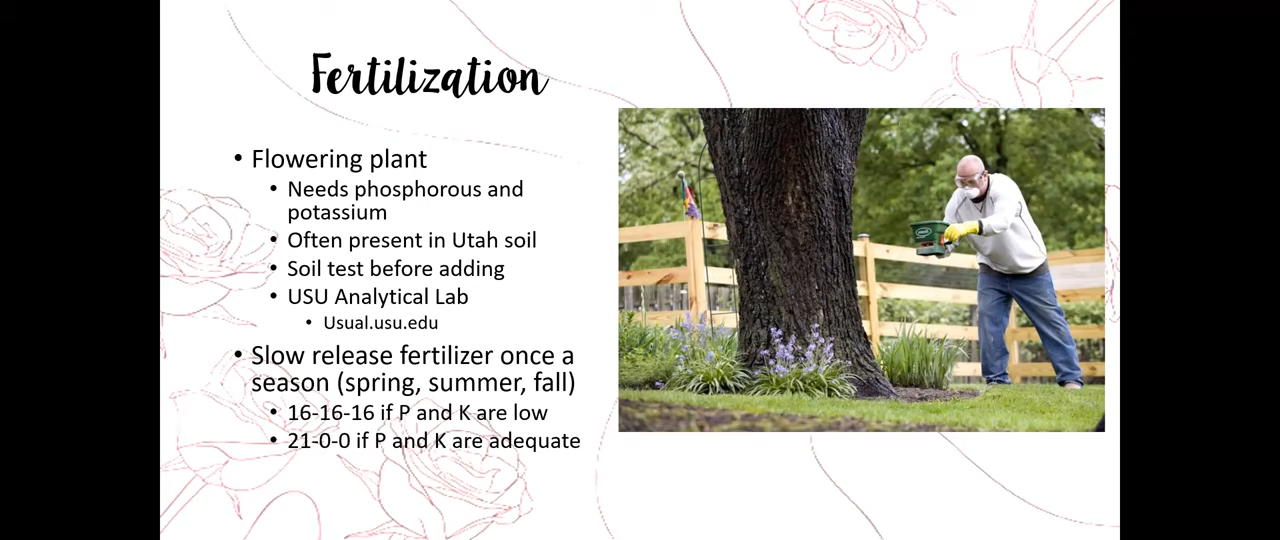 Fertilization
• Flowering plant
• Needs phosphorous and
potassium
• Often present in Utah soil
• Soil test before adding
• USU Analytical Lab
• Usual.usu.edu
• Slow release fertilizer once a
season (spring, summer, fall)
• 16-16-16 if P and K are low
• 21-0-0 if P and K are adequate